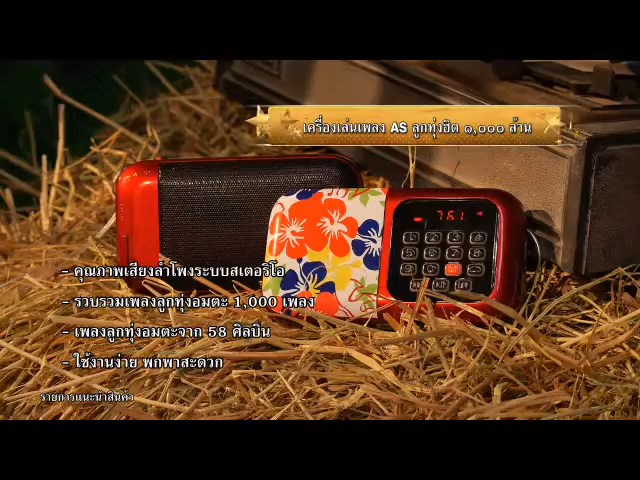 เครื่องเล่นเพลง AS ลูกทุ่งฮิต ๑,๐๐๐ ล้าน
761
- คุณภาพเสียงลำโพงระบบสเตอริโอ
- รวบรวมเพลงลูกทุ่งอมตะ 1,000 เพลง
- เพลงลูกทุ่งอมตะจาก 58 ศิลปิน
- ใช้งานง่าย พกพาสะดวก
รายการแนะนำสินค้า